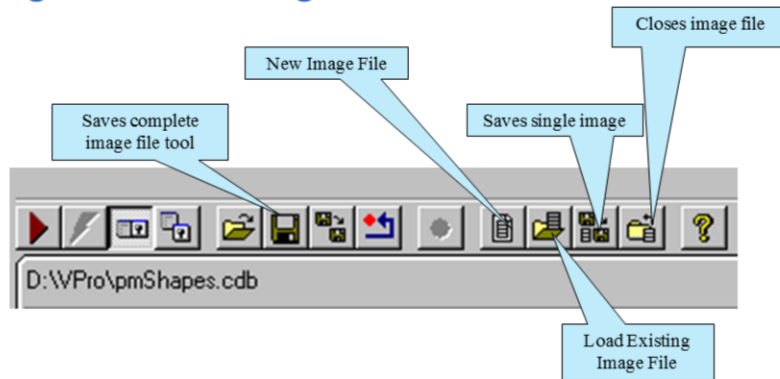 Closes image file
New Image File
Saves complete
image file tool
Saves single image
D:\VPro\pmShapes.cdb
Load Existing
Image File